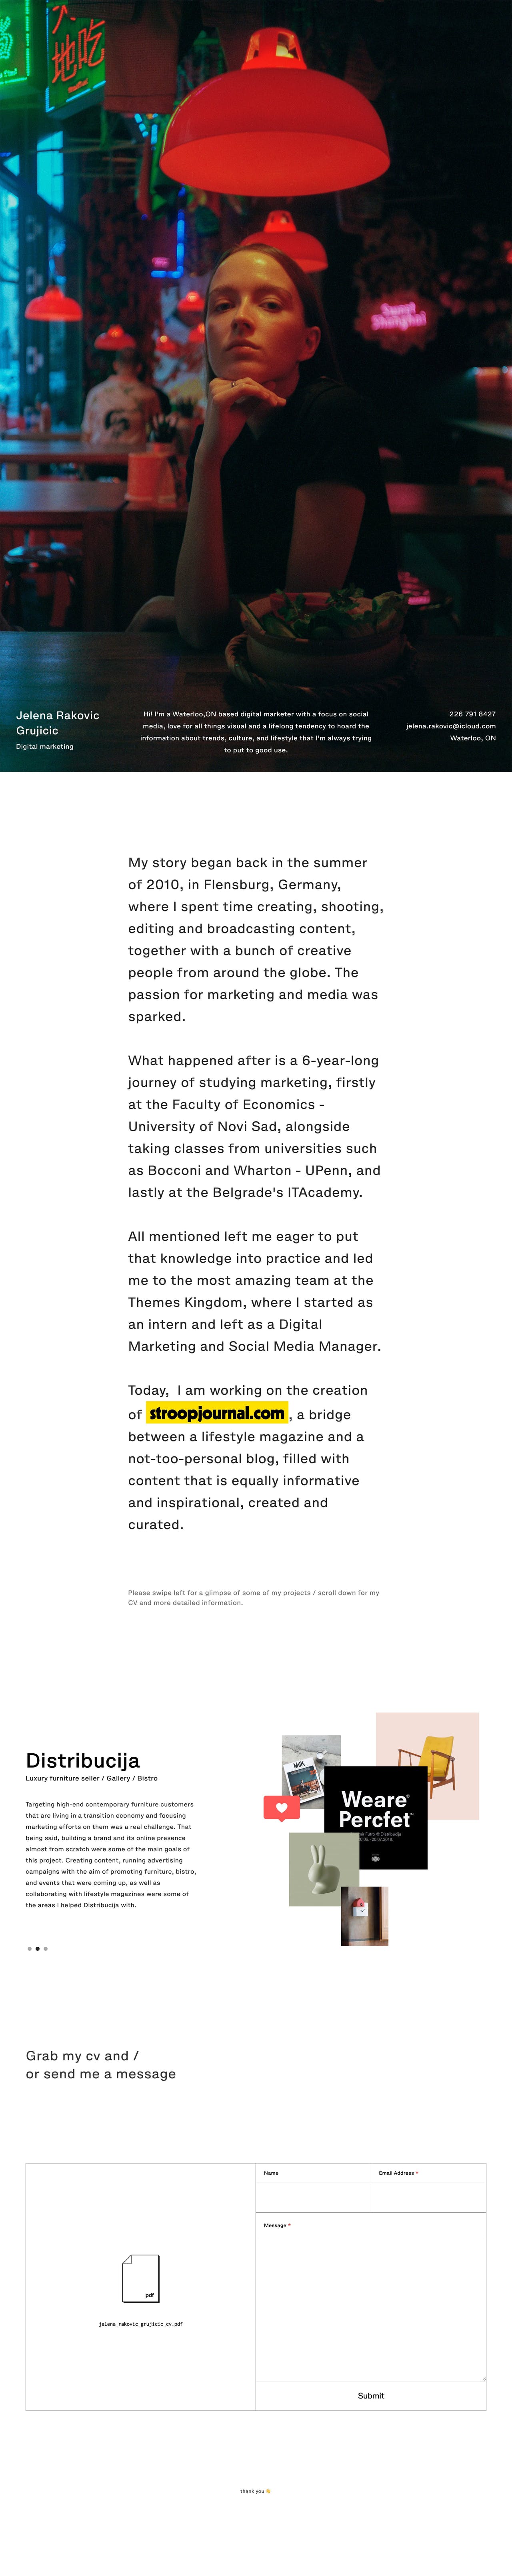 大
地吃
Sweet
Shanghai
Jelena Rakovic
Grujicic
Digital marketing
Hi! I'm a Waterloo,ON based digital marketer with a focus on social
media, love for all things visual and a lifelong tendency to hoard the
information about trends, culture, and lifestyle that I'm always trying
to put to good use.
226 791 8427
jelena.rakovic@icloud.com
Waterloo, ON
My story began back in the summer
of 2010, in Flensburg, Germany,
where I spent time creating, shooting,
editing and broadcasting content,
together with a bunch of creative
people from around the globe. The
passion for marketing and media was
sparked.
What happened after is a 6-year-long
journey of studying marketing, firstly
at the Faculty of Economics -
University of Novi Sad, alongside
taking classes from universities such
as Bocconi and Wharton - UPenn, and
lastly at the Belgrade's ITAcademy.
All mentioned left me eager to put
that knowledge into practice and led
me to the most amazing team at the
Themes Kingdom, where I started as
an intern and left as a Digital
Marketing and Social Media Manager.
Today,  I am working on the creation
of stroopjournal.com, a bridge
between a lifestyle magazine and a
not-too-personal blog, filled with
content that is equally informative
and inspirational, created and
curated.
Please swipe left for a glimpse of some of my projects / scroll down for my
CV and more detailed information.
Distribucija
Luxury furniture seller / Gallery / Bistro
Targeting high-end contemporary furniture customers
that are living in a transition economy and focusing
marketing efforts on them was a real challenge. That
being said, building a brand and its online presence
almost from scratch were some of the main goals of
this project. Creating content, running advertising
campaigns with the aim of promoting furniture, bistro,
and events that were coming up, as well as
collaborating with lifestyle magazines were some of
the areas I helped Distribucija with.
MdK
Weare
Percfet
Grab my cv and /
or send me a message
Name
Email Address *
Message *
pdf
jelena_rakovic_grujicic_cv.pdf
Submit
thank you 👋